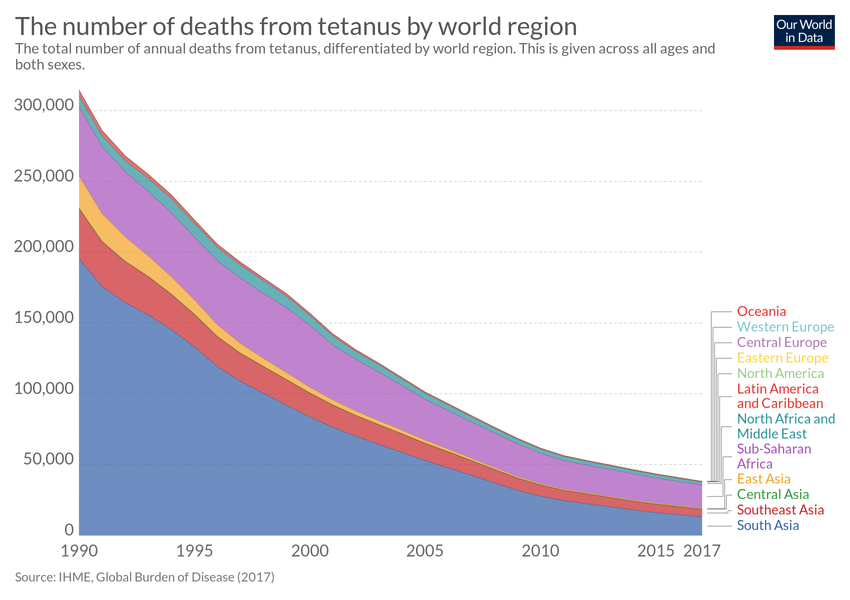 The number of deaths from tetanus by world region
Our World
in Data
The total number of annual deaths from tetanus, differentiated by world region. This is given across all ages and
both sexes.
300,000
250,000
200,000
150,000
100,000
50,000
0
1990
1995
2000
2005
2010
2015
2017
Oceania
Western Europe
Central Europe
Eastern Europe
North America
Latin America
and Caribbean
North Africa and
Middle East
Sub-Saharan
Africa
East Asia
Central Asia
Southeast Asia
South Asia
Source: IHME, Global Burden of Disease (2017)